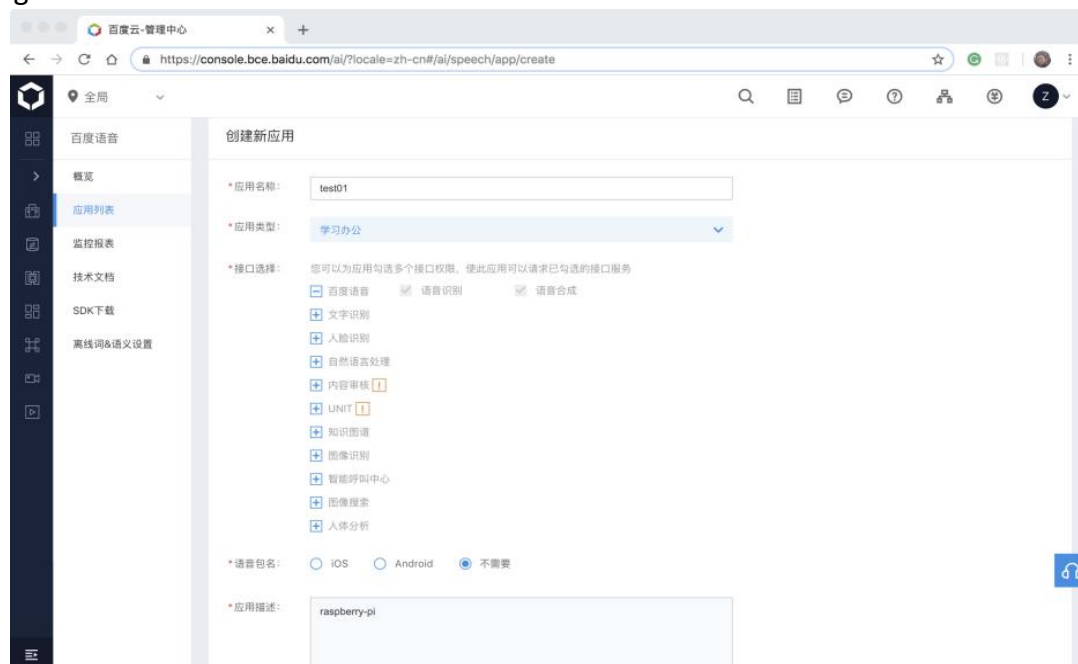 百度云-管理中心
https://console.bce.baidu.com/ai/?locale=zh-cn#/ai/speech/app/create
全局
Z
百度语音
概览
应用列表
监控报表
技术文档
SDK下载
离线词&语义设置
创建新应用
*应用名称: test01
*应用类型: 学习办公
*接口选择: 您可以为应用勾选多个接口权限，使此应用可以请求已勾选的接口服务
百度语音 语音识别 语音合成
文字识别
人脸识别
自然语言处理
内容审核 !
UNIT !
知识图谱
图像识别
智能呼叫中心
图像搜索
人体分析
*语音包名: iOS Android 不需要
*应用描述: raspberry-pi